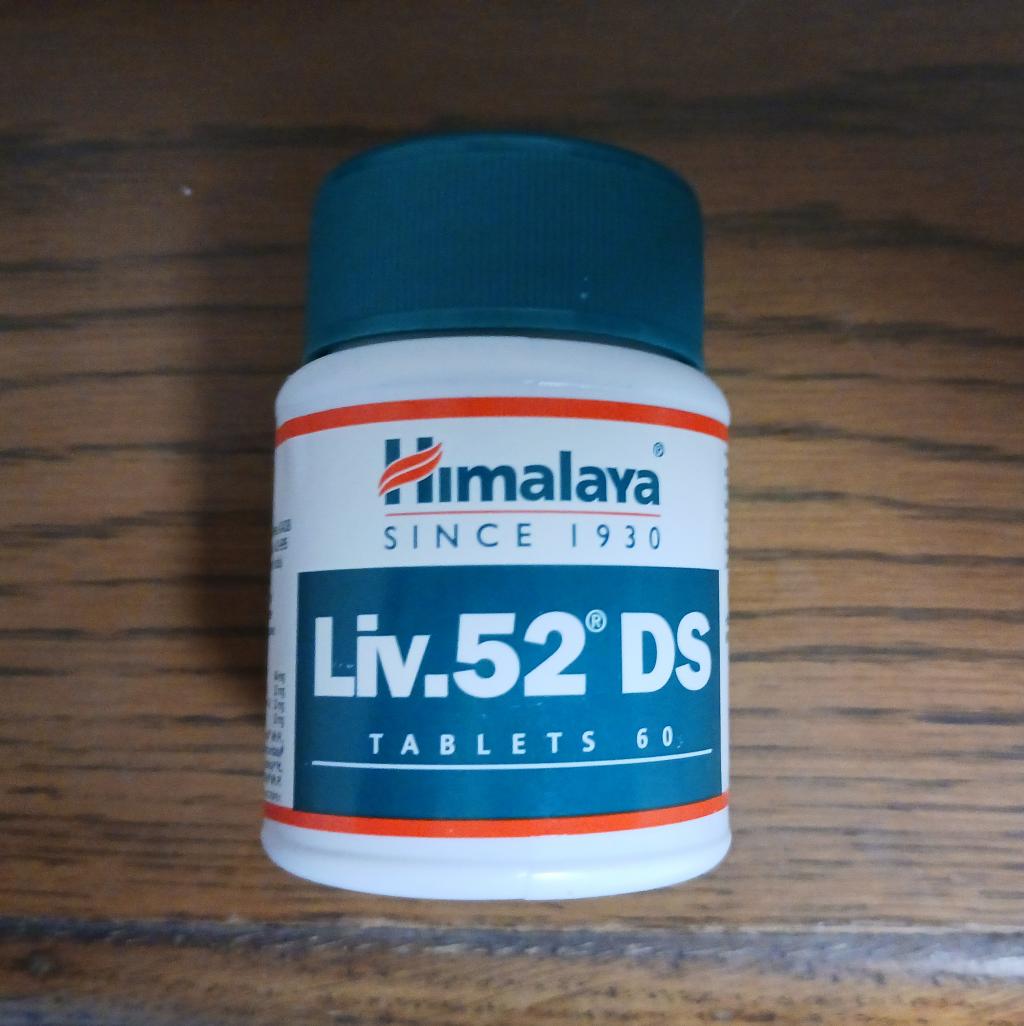 Himalaya®
SINCE 1930
Liv.52® DS
TABLETS 60